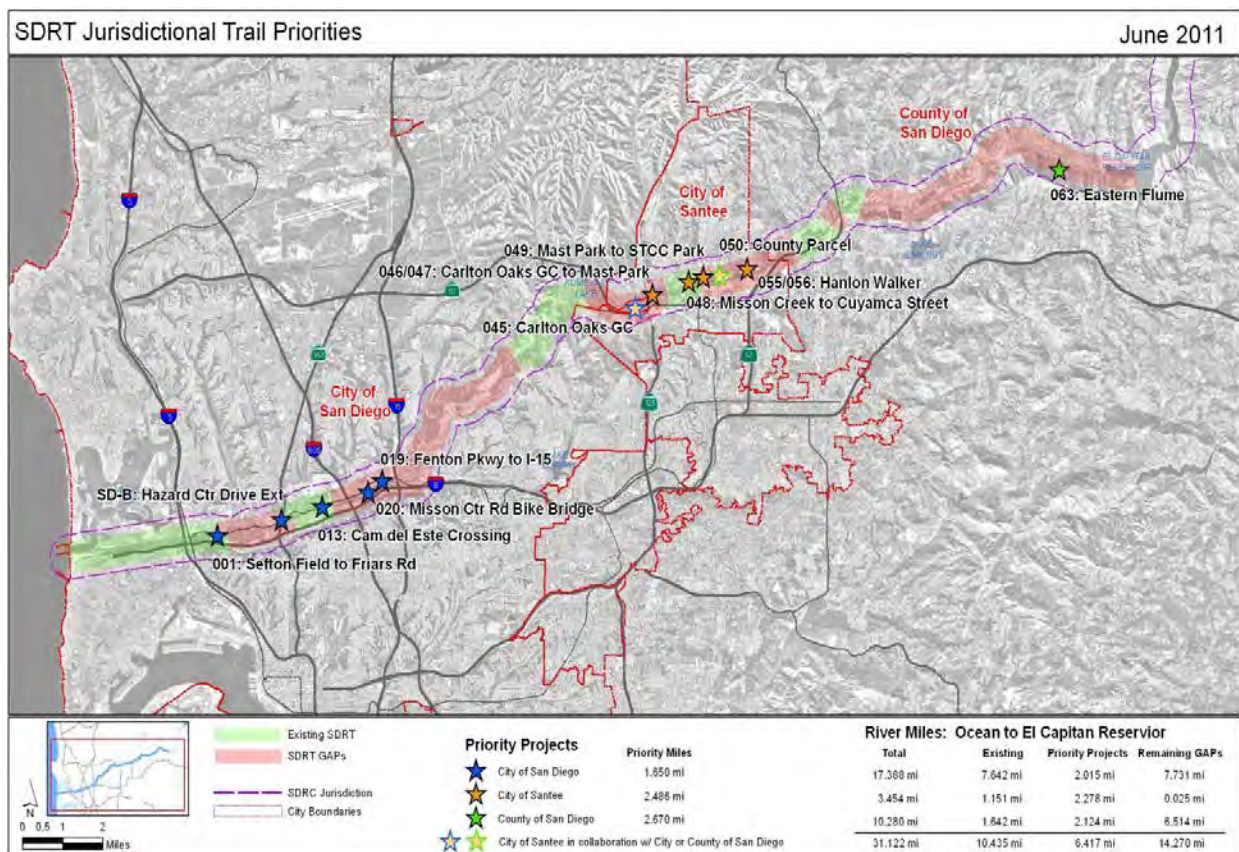 SDRT Jurisdictional Trail Priorities
June 2011
County of
San Diego
063: Eastern Flume
City of
Santee
049: Mast Park to STCC Park
050: County Parcel
046/047: Carlton Oaks GC to Mast Park
055/056: Hanlon Walker
048: Misson Creek to Cuyamca Street
045: Carlton Oaks GC
City of
San Diego
019: Fenton Pkwy to I-15
SD-B: Hazard Ctr Drive Ext
020: Misson Ctr Rd Bike Bridge
013: Cam del Este Crossing
001: Sefton Field to Friars Rd
N
0 0.5 1 2
Miles
Existing SDRT
SDRT GAPs
SDRC Jurisdiction
City Boundaries
Priority Projects
Priority Miles
City of San Diego 1.650 mi
City of Santee 2.486 mi
County of San Diego 2.670 mi
City of Santee in collaboration w/ City or County of San Diego
River Miles: Ocean to El Capitan Reservior
Total Existing Priority Projects Remaining GAPs
17.388 mi 7.642 mi 2.015 mi 7.731 mi
3.454 mi 1.151 mi 2.278 mi 0.025 mi
10.280 mi 1.642 mi 2.124 mi 6.514 mi
31.122 mi 10.435 mi 6.417 mi 14.270 mi